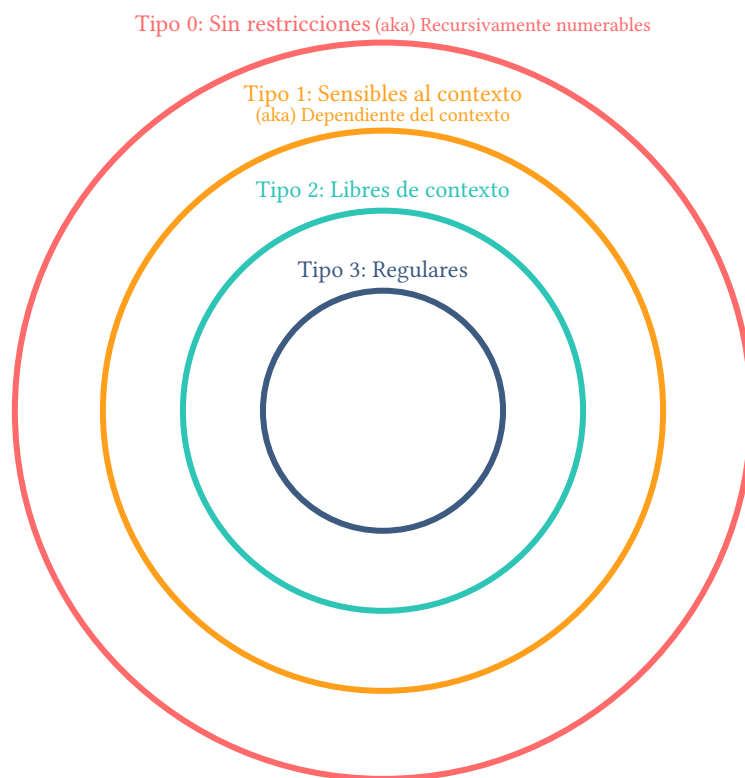 Tipo 0: Sin restricciones (aka) Recursivamente numerables
Tipo 1: Sensibles al contexto
(aka) Dependiente del contexto
Tipo 2: Libres de contexto
Tipo 3: Regulares